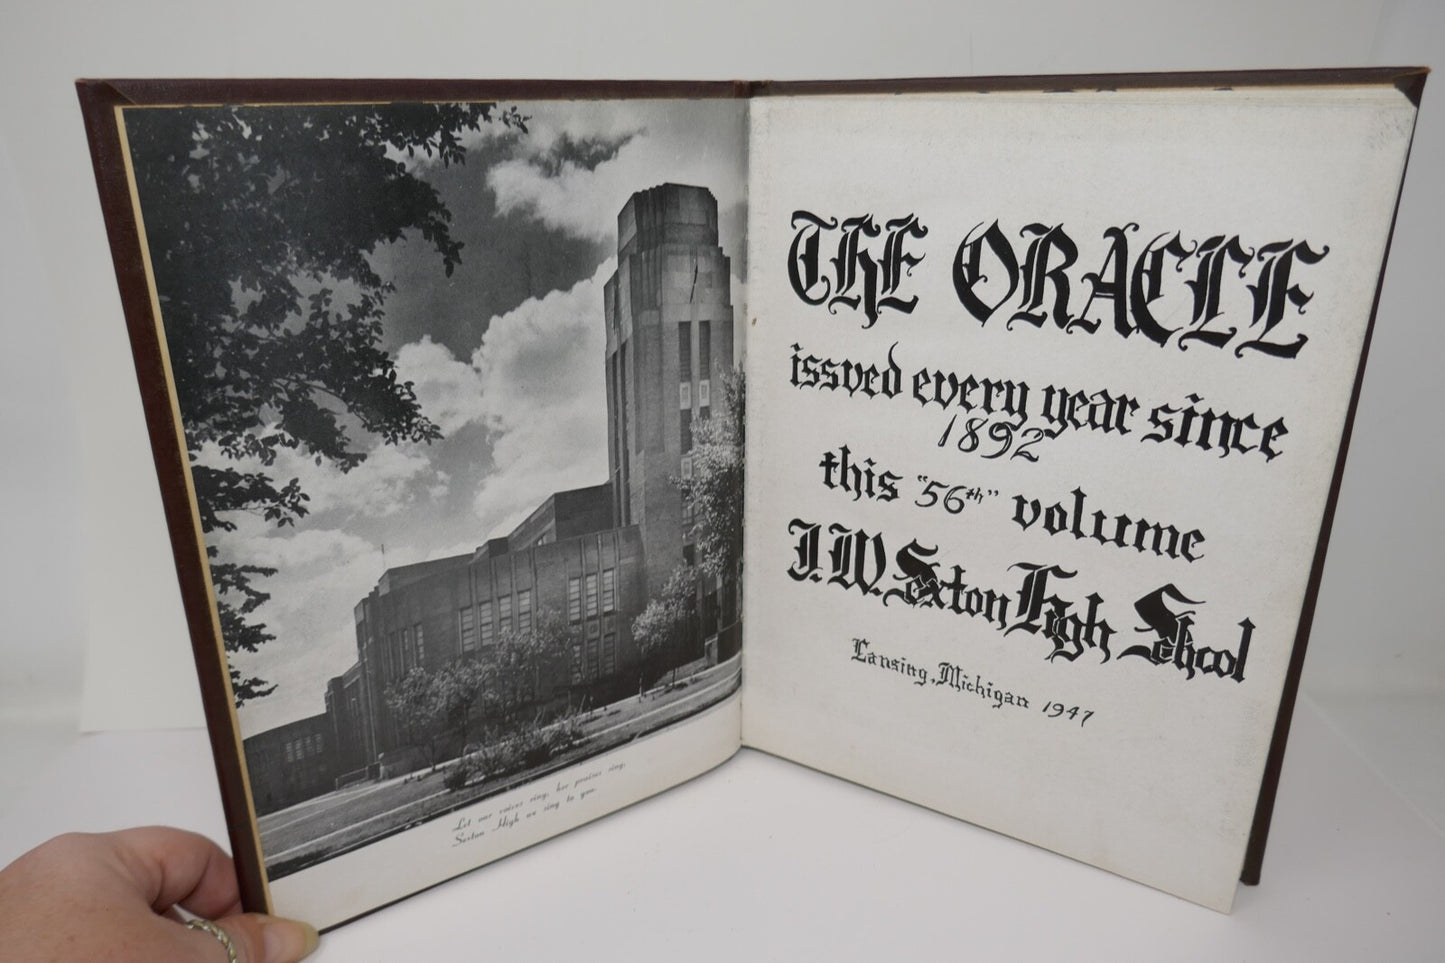 Let our voices ring, her praises sing,
Sexton High we sing to you.
THE ORACLE
issved every year since
1892
this "56th" volume
J.W. Sexton High School
Lansing, Michigan 1947